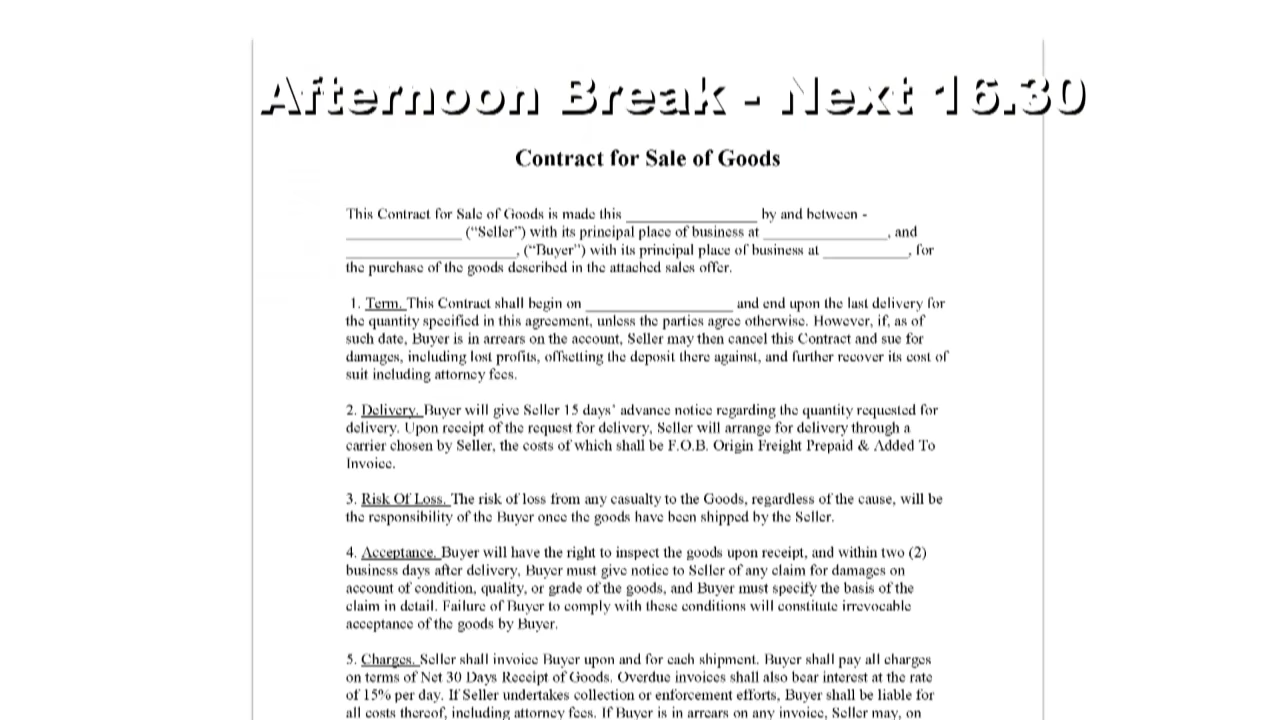 Afternoon Break - Next 16.30
Contract for Sale of Goods
This Contract for Sale of Goods is made this _______________ by and between -
_______________ (“Seller”) with its principal place of business at _______________, and
____________________, (“Buyer”) with its principal place of business at __________, for
the purchase of the goods described in the attached sales offer.
1. Term. This Contract shall begin on _________________ and end upon the last delivery for
the quantity specified in this agreement, unless the parties agree otherwise. However, if, as of
such date, Buyer is in arrears on the account, Seller may then cancel this Contract and sue for
damages, including lost profits, offsetting the deposit there against, and further recover its cost of
suit including attorney fees.
2. Delivery. Buyer will give Seller 15 days’ advance notice regarding the quantity requested for
delivery. Upon receipt of the request for delivery, Seller will arrange for delivery through a
carrier chosen by Seller, the costs of which shall be F.O.B. Origin Freight Prepaid & Added To
Invoice.
3. Risk Of Loss. The risk of loss from any casualty to the Goods, regardless of the cause, will be
the responsibility of the Buyer once the goods have been shipped by the Seller.
4. Acceptance. Buyer will have the right to inspect the goods upon receipt, and within two (2)
business days after delivery, Buyer must give notice to Seller of any claim for damages on
account of condition, quality, or grade of the goods, and Buyer must specify the basis of the
claim in detail. Failure of Buyer to comply with these conditions will constitute irrevocable
acceptance of the goods by Buyer.
5. Charges. Seller shall invoice Buyer upon and for each shipment. Buyer shall pay all charges
on terms of Net 30 Days Receipt of Goods. Overdue invoices shall also bear interest at the rate
of 15% per day. If Seller undertakes collection or enforcement efforts, Buyer shall be liable for
all costs thereof, including attorney fees. If Buyer is in arrears on any invoice, Seller may, on